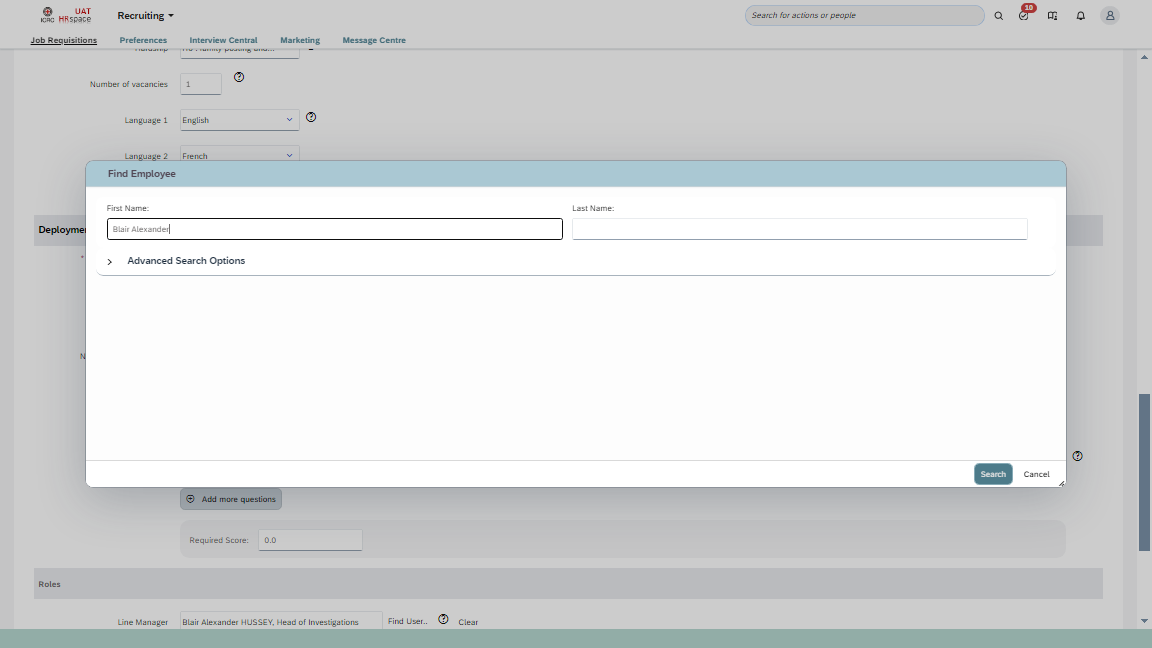 ICRC
UAT
HRspace
Recruiting
Search for actions or people
10
Job Requisitions
Preferences
Interview Central
Marketing
Message Centre
Number of vacancies
1
Language 1
English
Language 2
French
Find Employee
First Name:
Last Name:
Blair Alexander
Advanced Search Options
Search
Cancel
Add more questions
Required Score:
0.0
Roles
Line Manager
Blair Alexander HUSSEY, Head of Investigations
Find User..
Clear